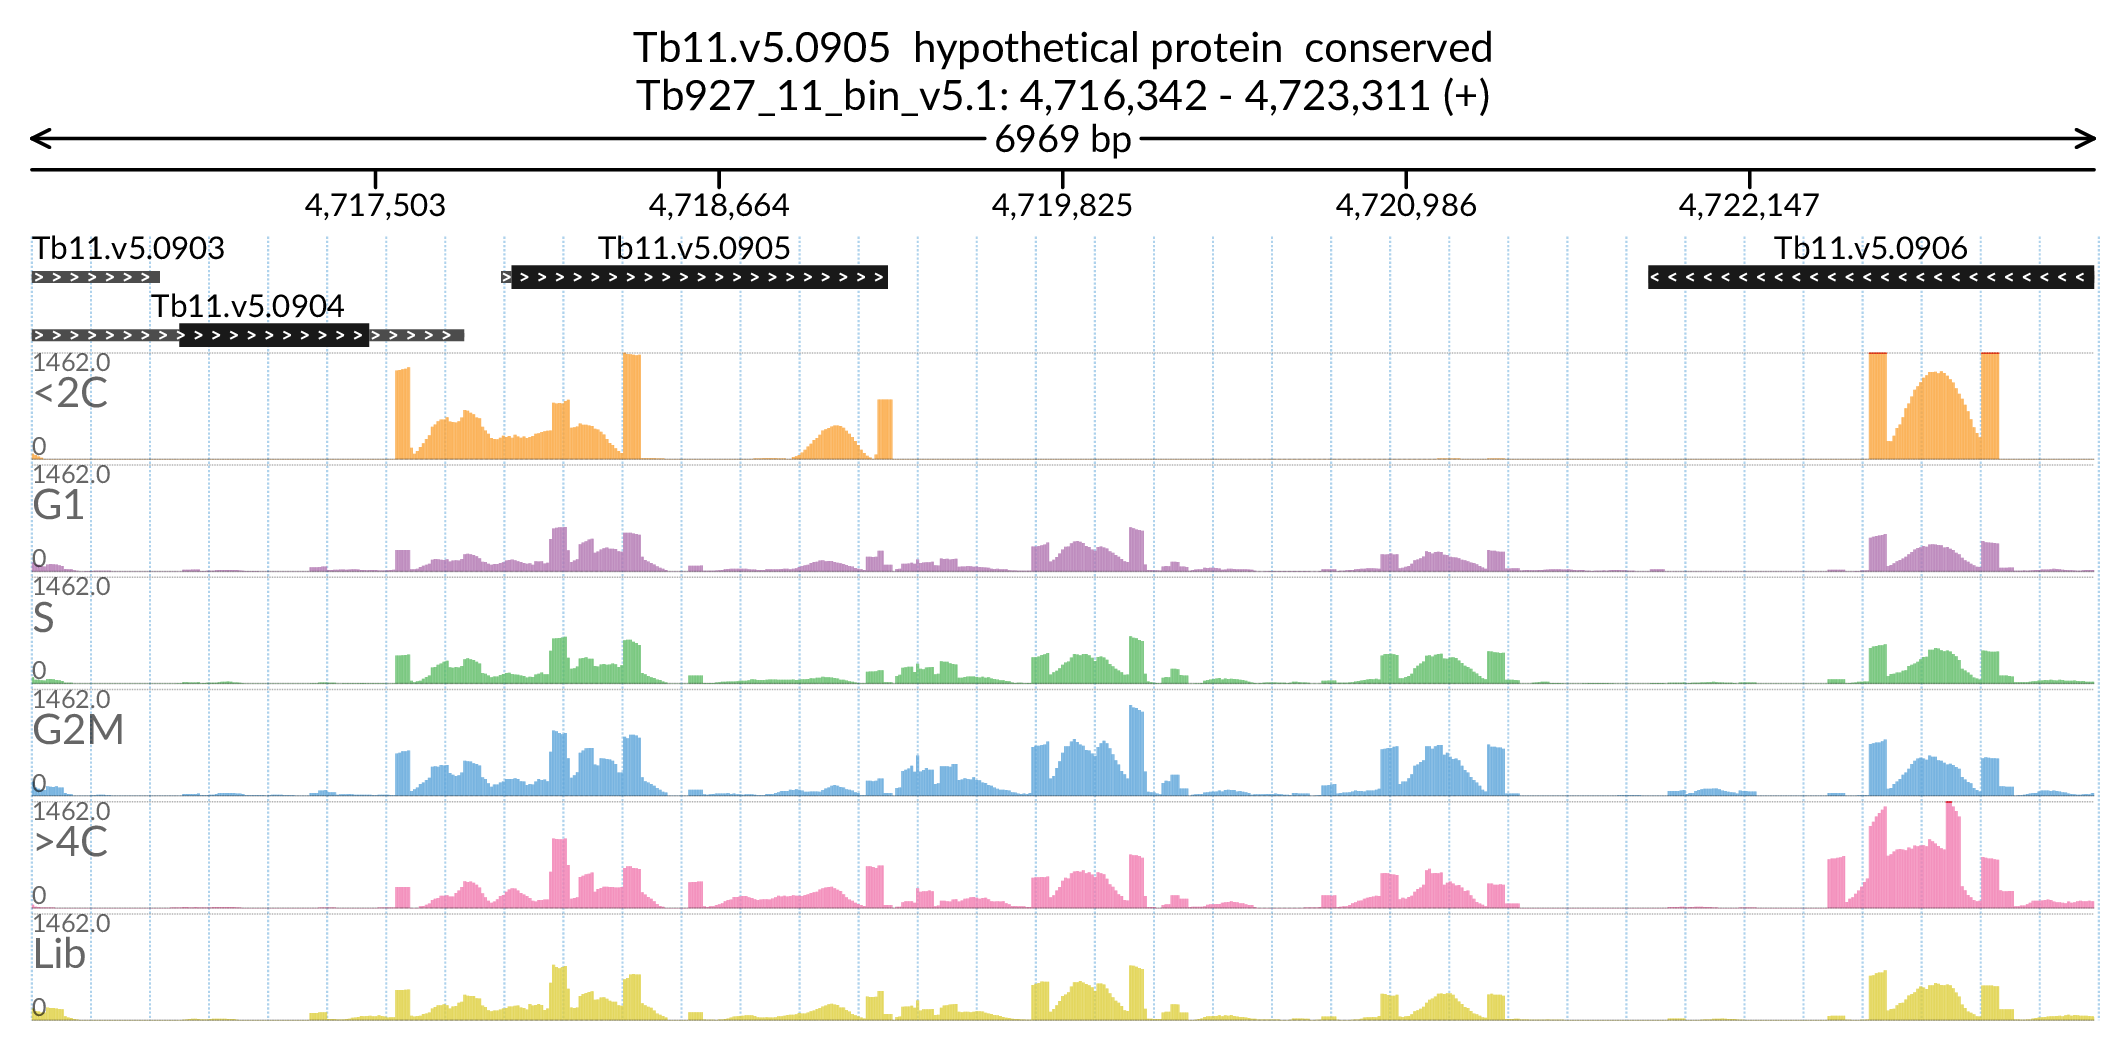 Tb11.v5.0905 hypothetical protein conserved
Tb927_11_bin_v5.1: 4,716,342 - 4,723,311 (+)
6969 bp
4,717,503 4,718,664 4,719,825 4,720,986 4,722,147
Tb11.v5.0903 Tb11.v5.0905 Tb11.v5.0906
Tb11.v5.0904
1462.0
<2C
0
1462.0
G1
0
1462.0
S
0
1462.0
G2M
0
1462.0
>4C
0
1462.0
Lib
0